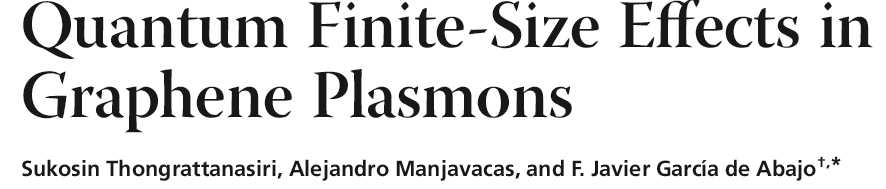 Quantum Finite-Size Effects in
Graphene Plasmons
Sukosin Thongrattanasiri, Alejandro Manjavacas, and F. Javier García de Abajo†,*